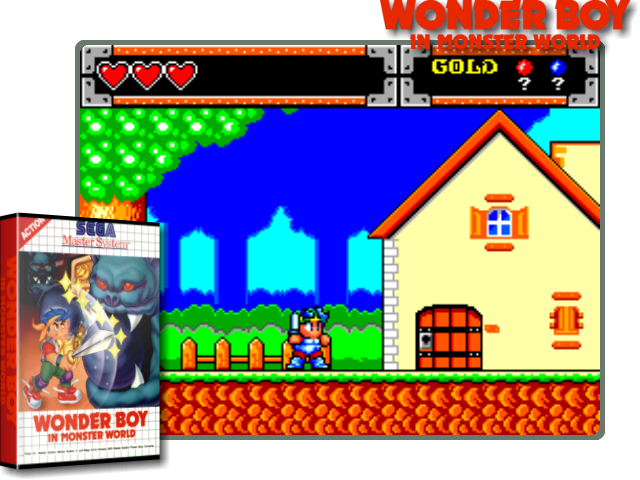 WONDER BOY
IN MONSTER WORLD
GOLD
? ?
ACTION
SEGA
Master System
WONDER BOY
WONDER BOY
IN MONSTER WORLD